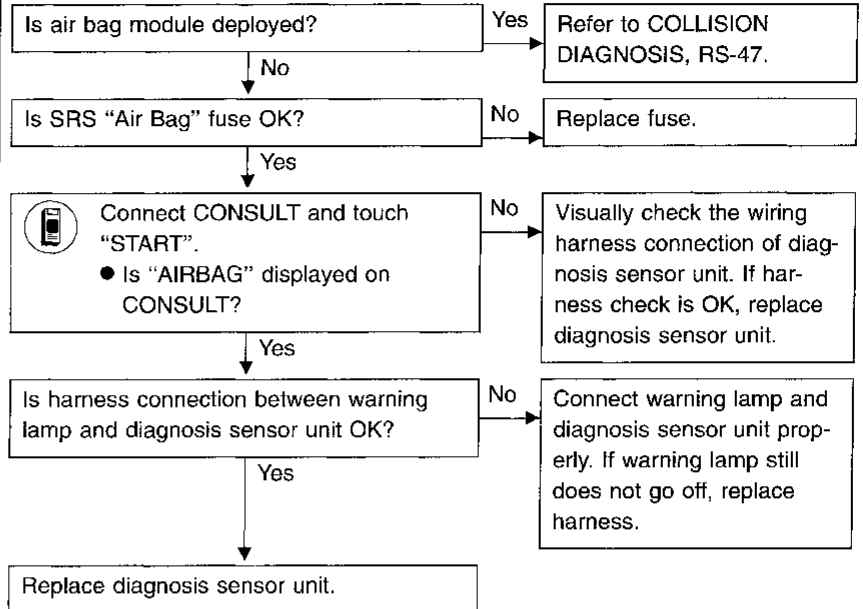 Is air bag module deployed?
Yes
Refer to COLLISION
DIAGNOSIS, RS-47.
No
Is SRS “Air Bag” fuse OK?
No
Replace fuse.
Yes
Connect CONSULT and touch
“START”.
● Is “AIRBAG” displayed on
CONSULT?
No
Visually check the wiring
harness connection of diag-
nosis sensor unit. If har-
ness check is OK, replace
diagnosis sensor unit.
Yes
Is harness connection between warning
lamp and diagnosis sensor unit OK?
No
Connect warning lamp and
diagnosis sensor unit prop-
erly. If warning lamp still
does not go off, replace
harness.
Yes
Replace diagnosis sensor unit.